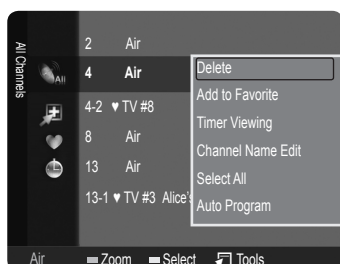 All Channels
All
2 Air
4 Air
4-2 ♥ TV #8
8 Air
13 Air
13-1 ♥ TV #3 Alice's
Delete
Add to Favorite
Timer Viewing
Channel Name Edit
Select All
Auto Program
Air Zoom Select Tools